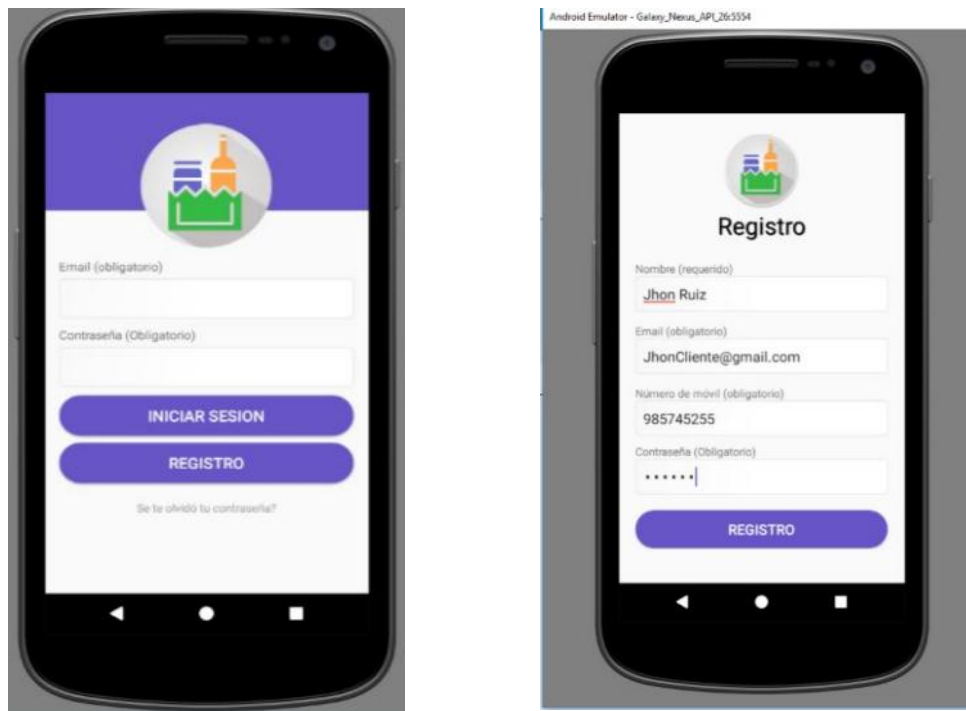 Email (obligatorio)
Contraseña (Obligatorio)
INICIAR SESION
REGISTRO
Se te olvidó tu contraseña?
Android Emulator - Galaxy_Nexus_API_26:5554
Registro
Nombre (requerido)
Jhon Ruiz
Email (obligatorio)
JhonCliente@gmail.com
Número de móvil (obligatorio)
985745255
Contraseña (Obligatorio)
••••••
REGISTRO